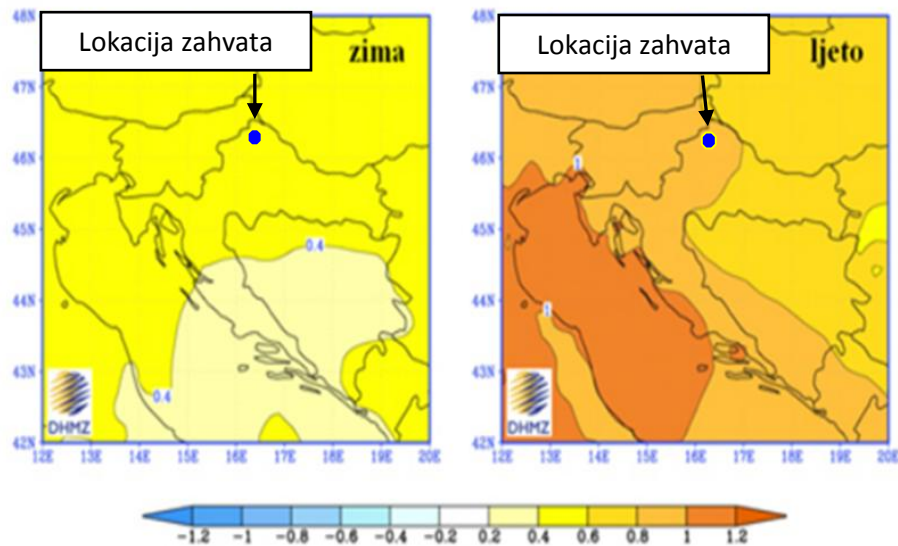 Lokacija zahvata
zima
48N
47N
46N
45N
44N
43N
42N
0.4
0.4
DHMZ
12E 13E 14E 15E 16E 17E 18E 19E 20E
Lokacija zahvata
ljeto
48N
47N
46N
45N
44N
43N
42N
1
1
DHMZ
12E 13E 14E 15E 16E 17E 18E 19E 20E
-1.2 -1 -0.8 -0.6 -0.4 -0.2 0.2 0.4 0.6 0.8 1 1.2